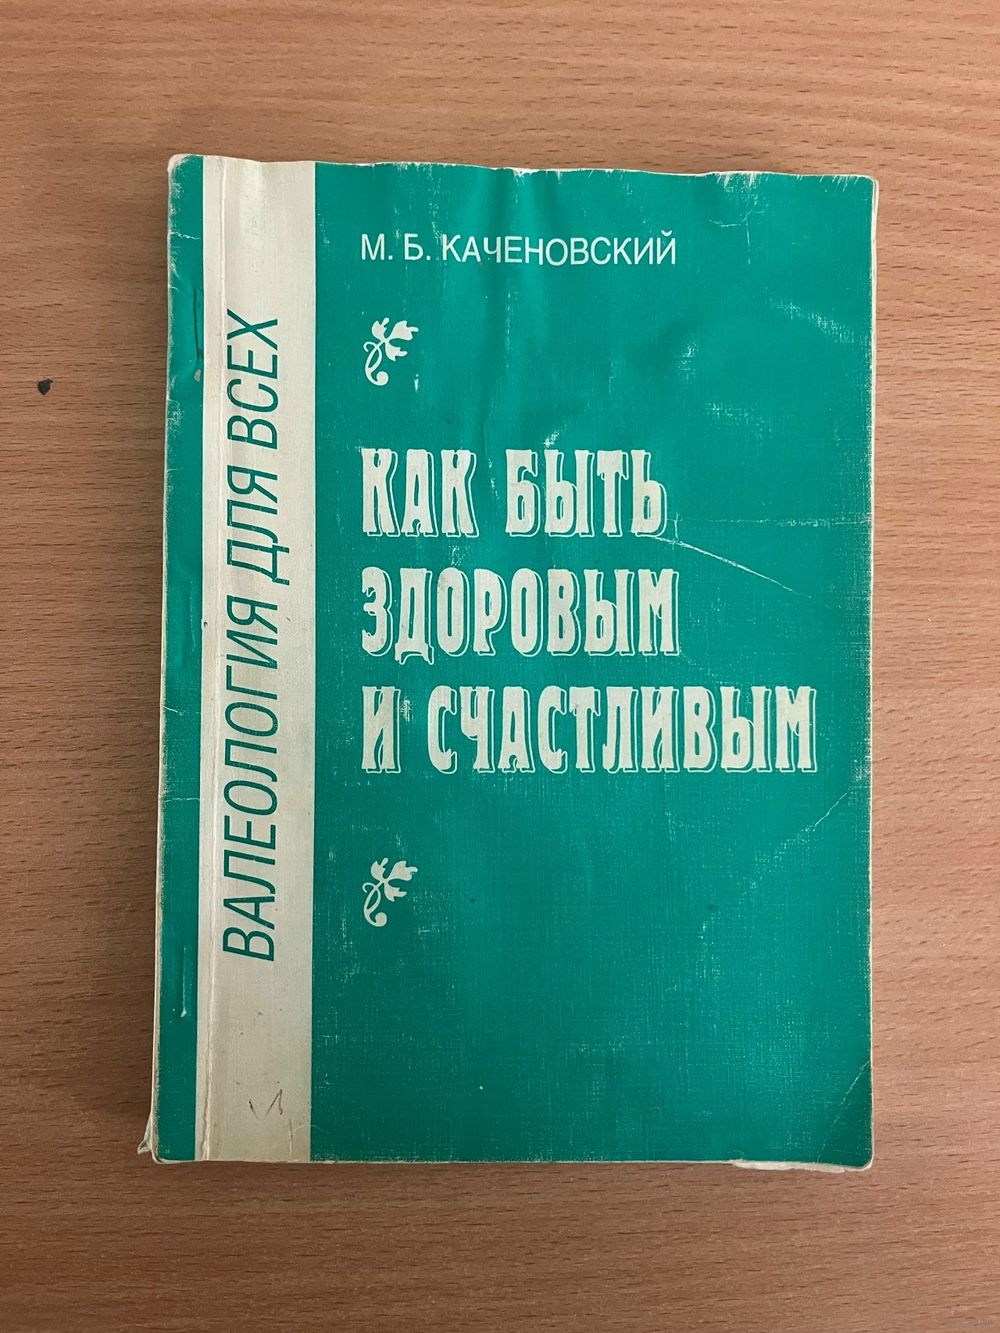 М. Б. КАЧЕНОВСКИЙ
КАК БЫТЬ
ЗДОРОВЫМ
И СЧАСТЛИВЫМ
ВАЛЕОЛОГИЯ ДЛЯ ВСЕХ